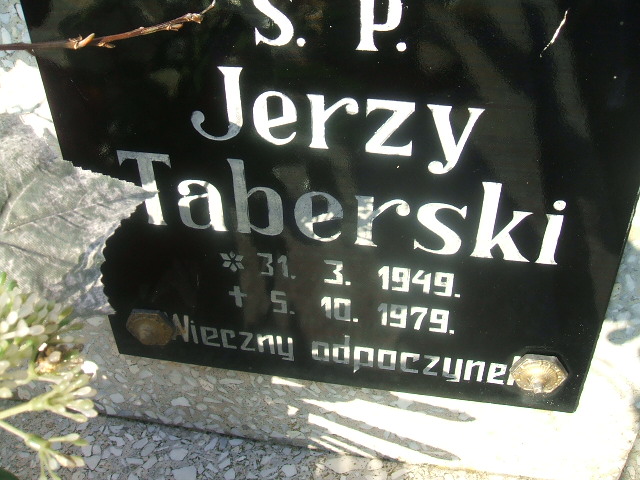 S. P.
Jerzy
Taberski
* 31. 3. 1949.
+ 5. 10. 1979.
Wieczny odpoczynek